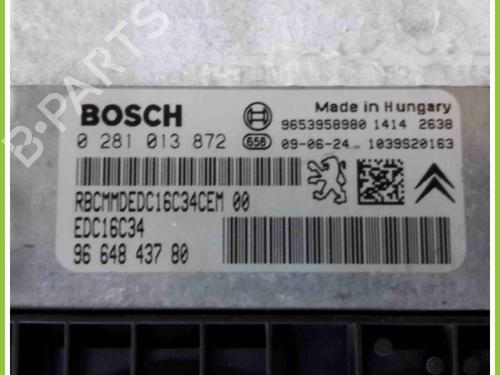 B-PARTS
BOSCH
Made in Hungary
9653958980 1414 2638
0 281 013 872
658 09-06-24 1039S20163
RBCMMDEDC16C34CEM 00
EDC16C34
96 648 437 80